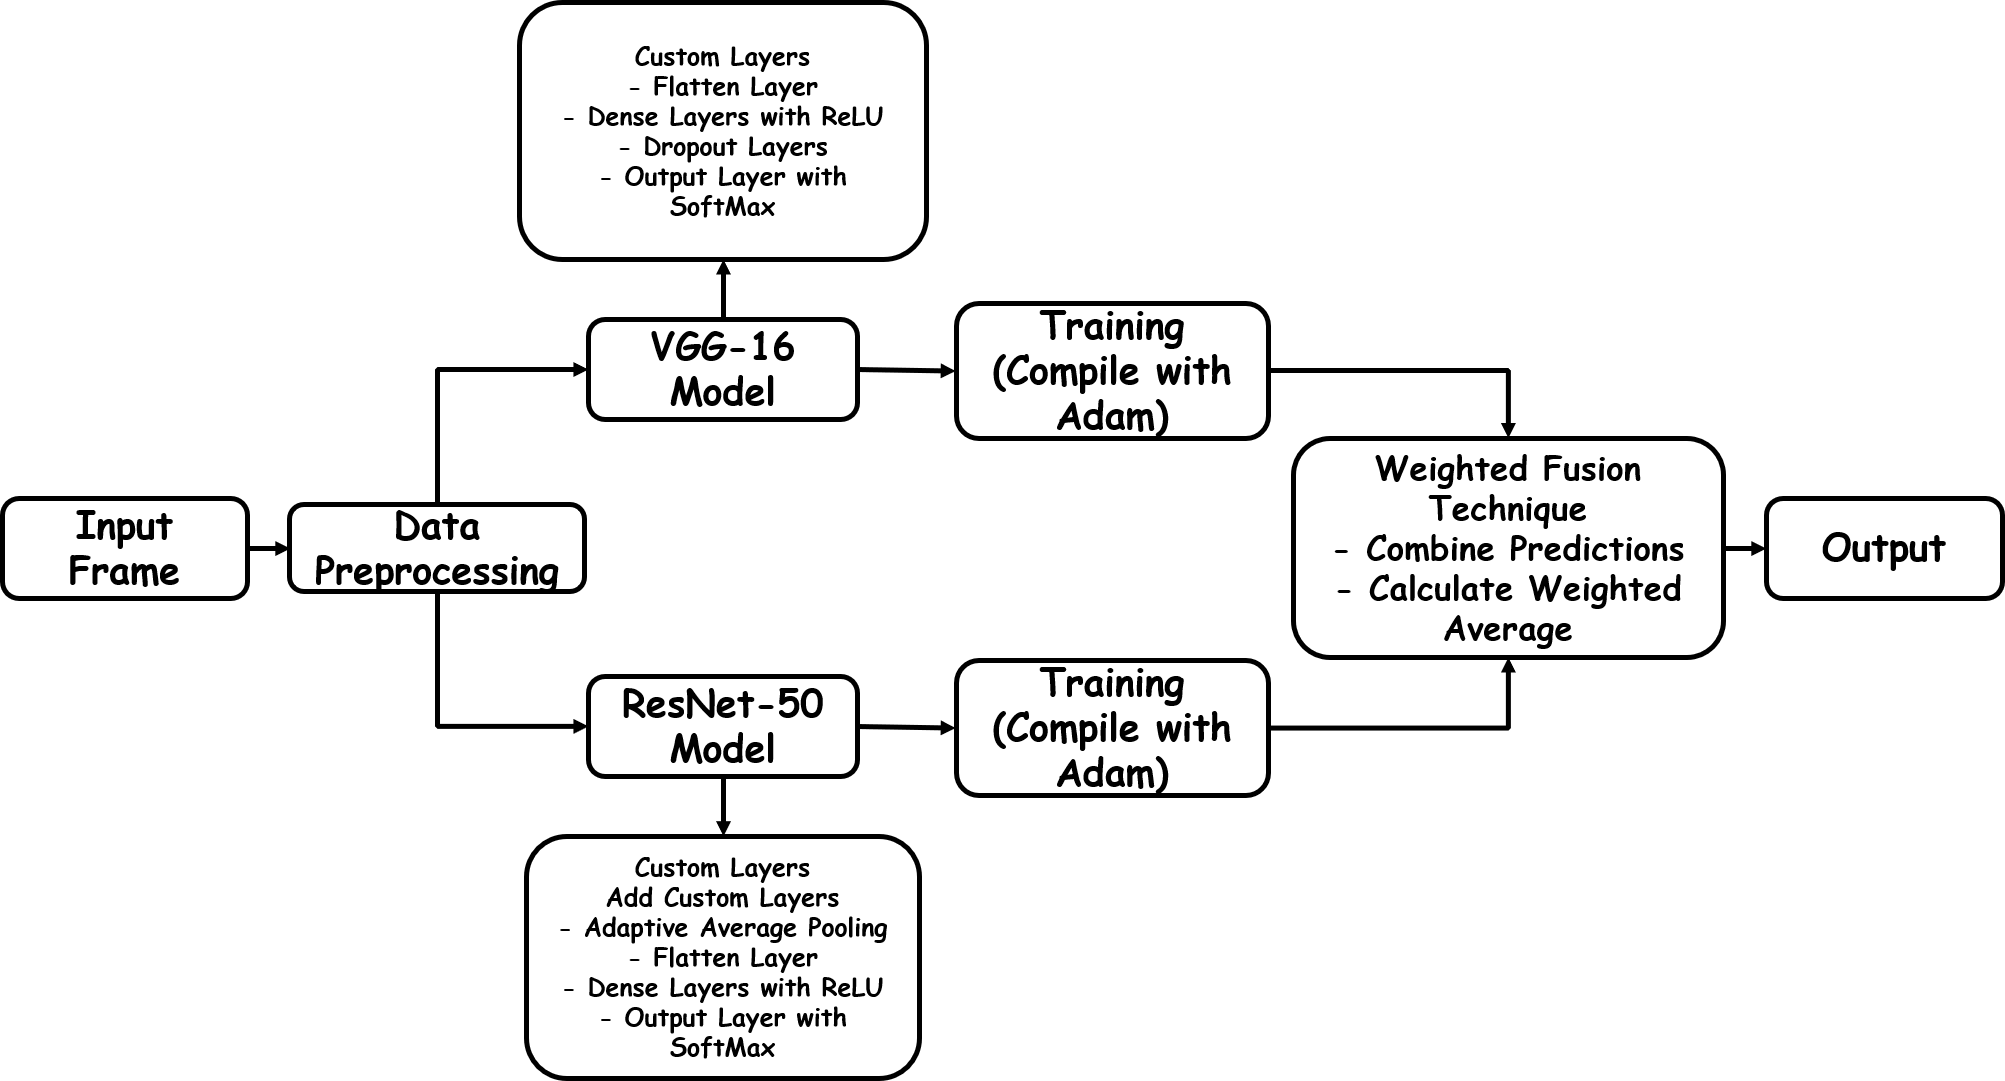 Custom Layers
- Flatten Layer
- Dense Layers with ReLU
- Dropout Layers
- Output Layer with
SoftMax
VGG-16
Model
Training
(Compile with
Adam)
Input
Frame
Data
Preprocessing
Weighted Fusion
Technique
- Combine Predictions
- Calculate Weighted
Average
Output
ResNet-50
Model
Training
(Compile with
Adam)
Custom Layers
Add Custom Layers
- Adaptive Average Pooling
- Flatten Layer
- Dense Layers with ReLU
- Output Layer with
SoftMax